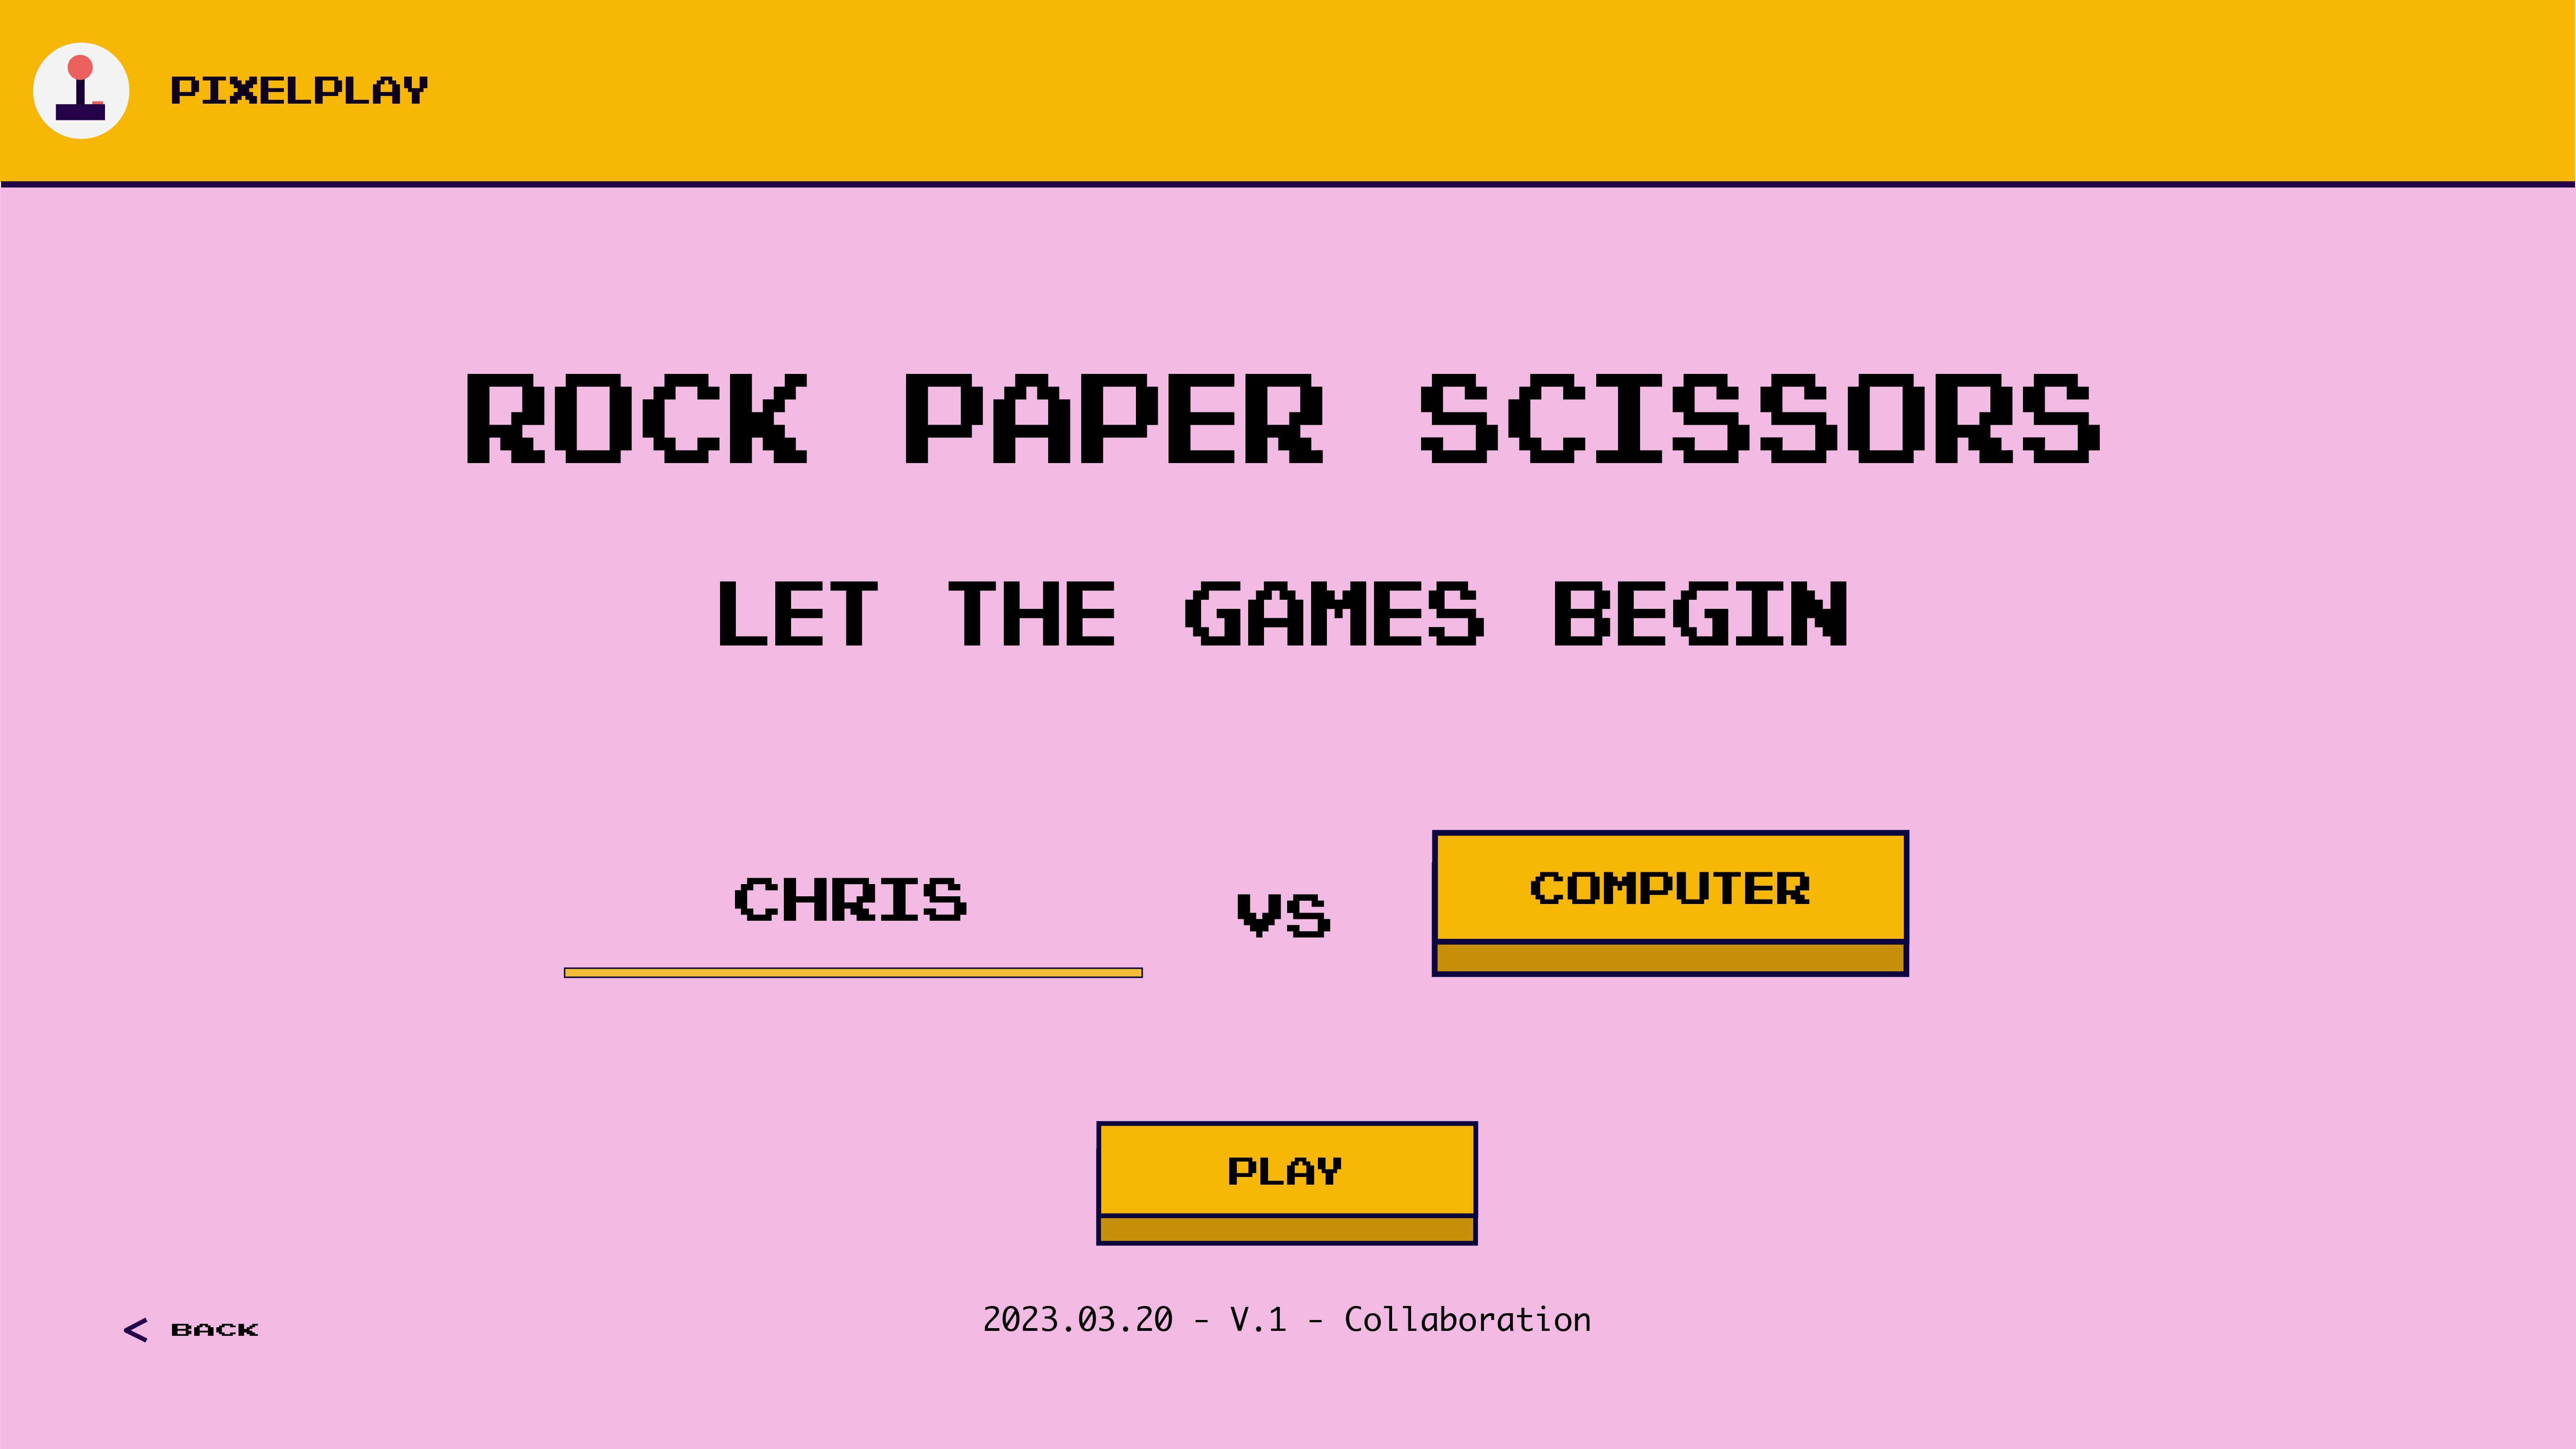 PIXELPLAY
ROCK PAPER SCISSORS
LET THE GAMES BEGIN
CHRIS
VS
COMPUTER
PLAY
2023.03.20 - V.1 - Collaboration
< BACK